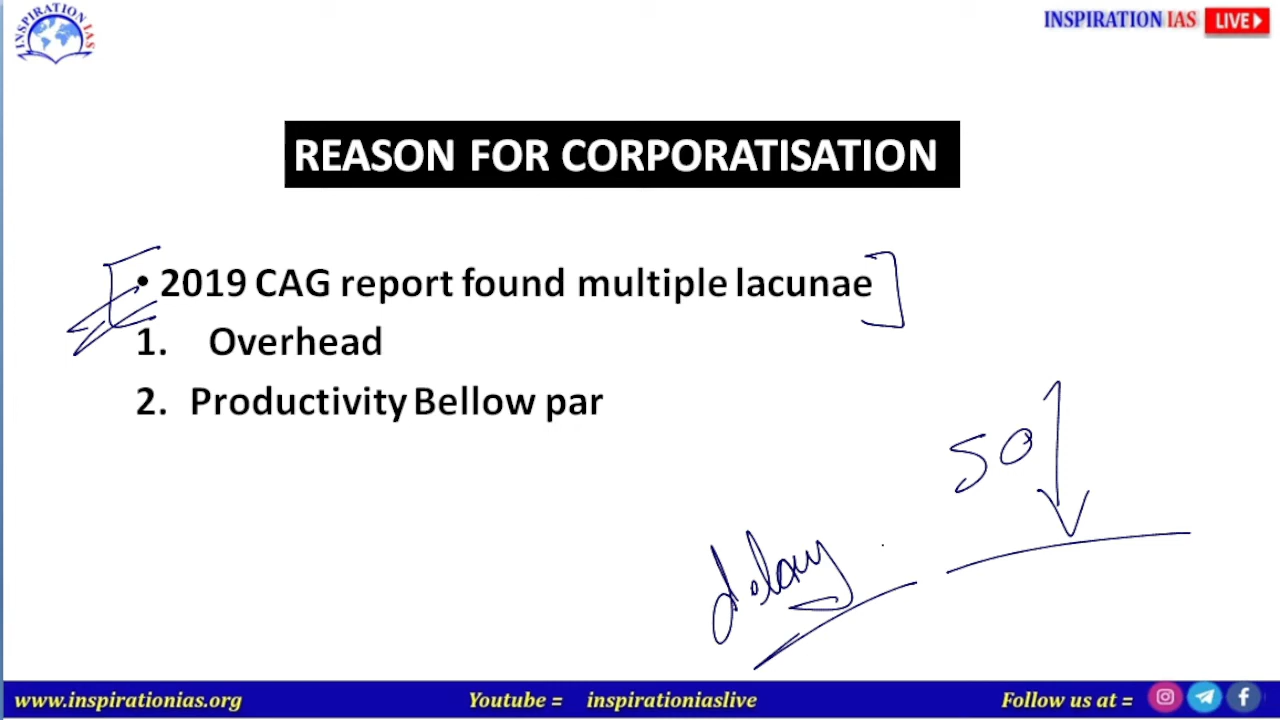 INSPIRATION IAS
INSPIRATION IAS LIVE
REASON FOR CORPORATISATION
• 2019 CAG report found multiple lacunae
1. Overhead
2. Productivity Bellow par
50
delay
www.inspirationias.org
Youtube = inspirationiaslive
Follow us at =